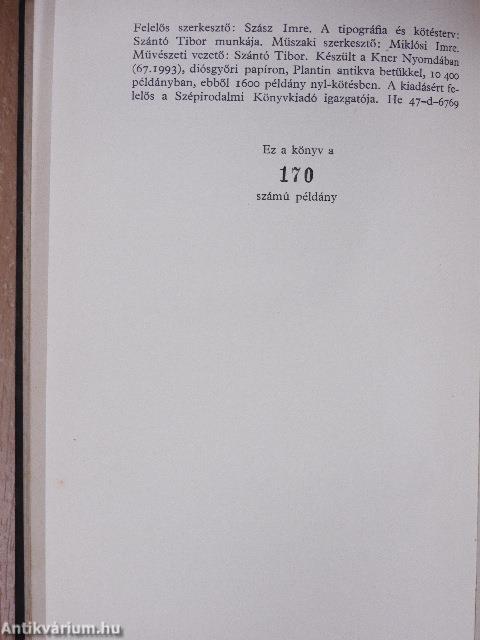 Felelős szerkesztő: Szász Imre. A tipográfia és kötésterv:
Szántó Tibor munkája. Műszaki szerkesztő: Miklósi Imre.
Művészeti vezető: Szántó Tibor. Készült a Kner Nyomdában
(67.1993), diósgyőri papíron, Plantin antikva betűkkel, 10 400
példányban, ebből 1600 példány nyl-kötésben. A kiadásért fe-
lelős a Szépirodalmi Könyvkiadó igazgatója. He 47-d-6769
Ez a könyv a
170
számú példány
Antikvárium.hu